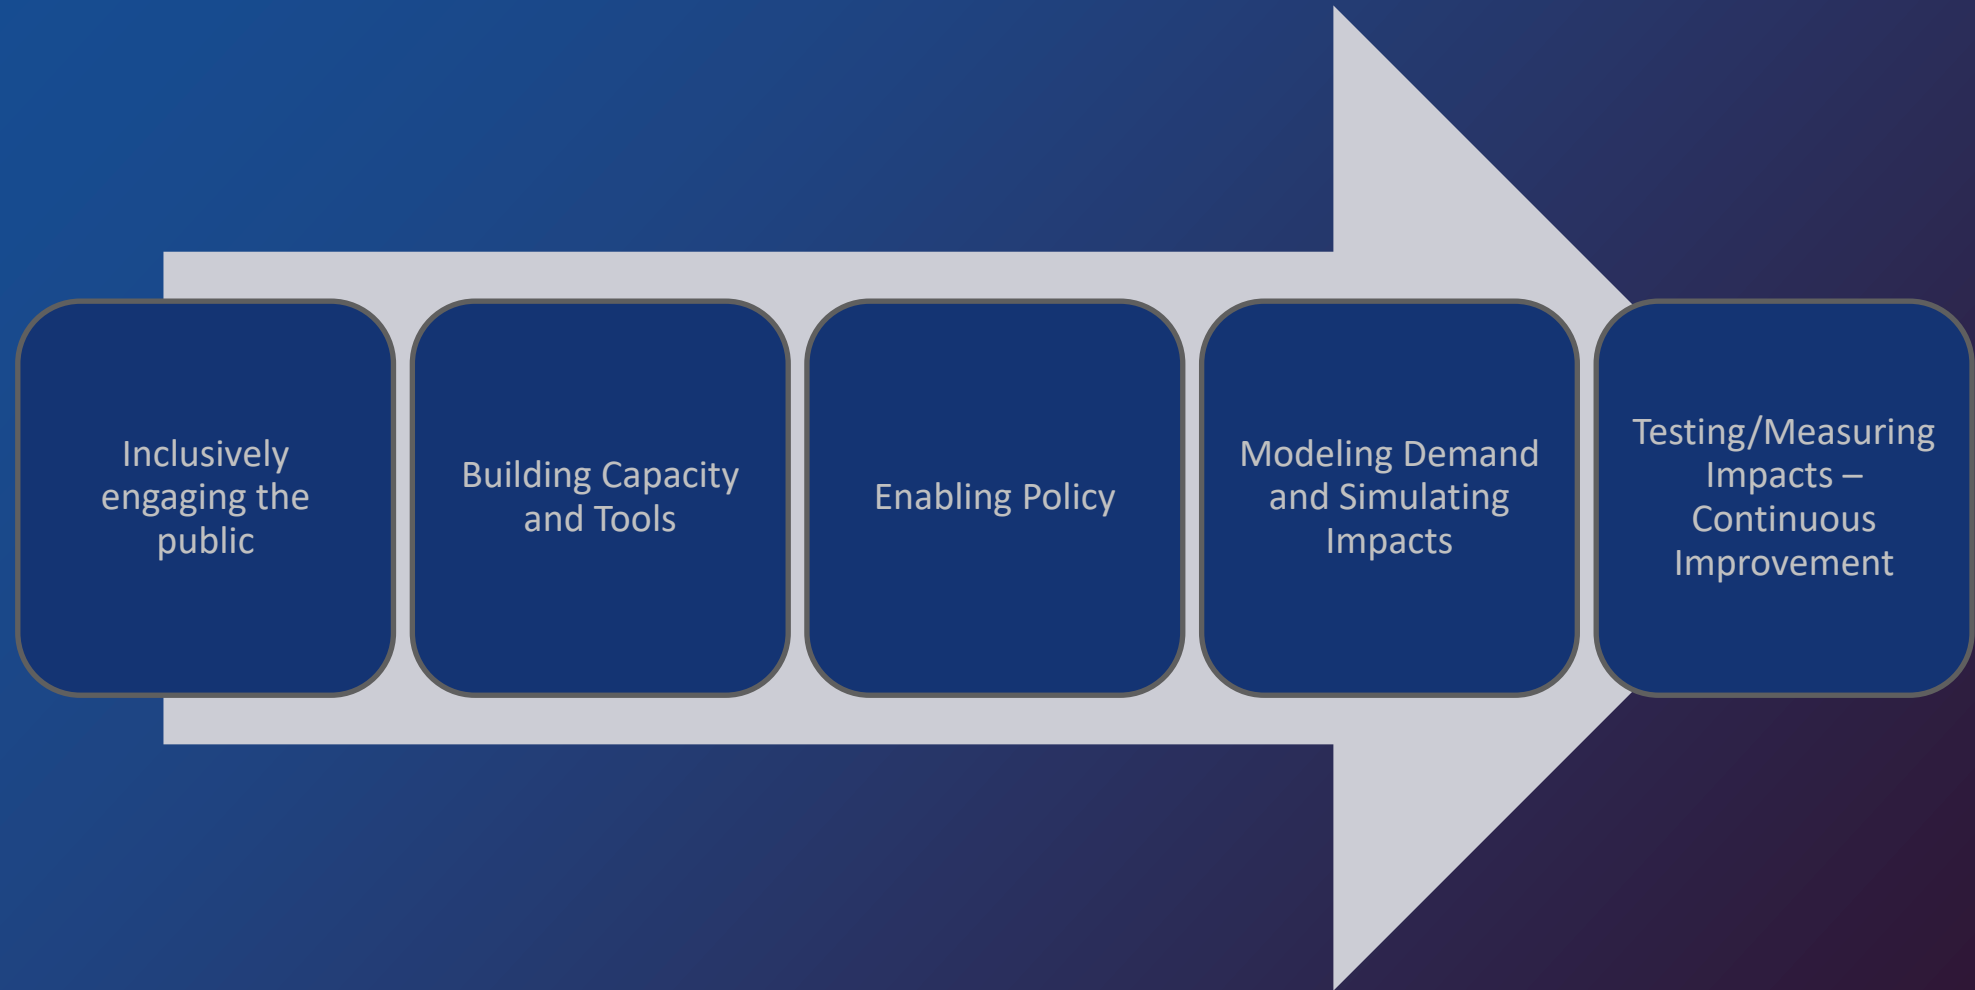 Inclusively
engaging the
public
Building Capacity
and Tools
Enabling Policy
Modeling Demand
and Simulating
Impacts
Testing/Measuring
Impacts –
Continuous
Improvement